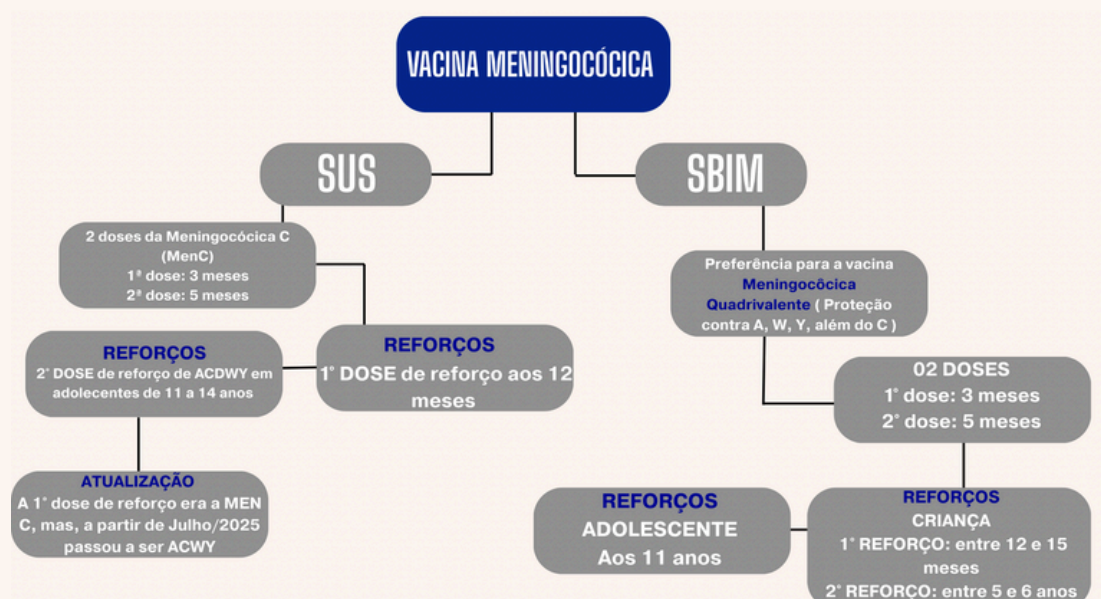 VACINA MENINGOCÓCICA
SUS
2 doses da Meningocócica C
(MenC)
1ª dose: 3 meses
2ª dose: 5 meses
REFORÇOS
1° DOSE de reforço aos 12
meses
REFORÇOS
2° DOSE de reforço de ACDWY em
adolecentes de 11 a 14 anos
ATUALIZAÇÃO
A 1° dose de reforço era a MEN
C, mas, a partir de Julho/2025
passou a ser ACWY
SBIM
Preferência para a vacina
Meningocôcica
Quadrivalente ( Proteção
contra A, W, Y, além do C )
02 DOSES
1° dose: 3 meses
2° dose: 5 meses
REFORÇOS
CRIANÇA
1° REFORÇO: entre 12 e 15
meses
2° REFORÇO: entre 5 e 6 anos
REFORÇOS
ADOLESCENTE
Aos 11 anos